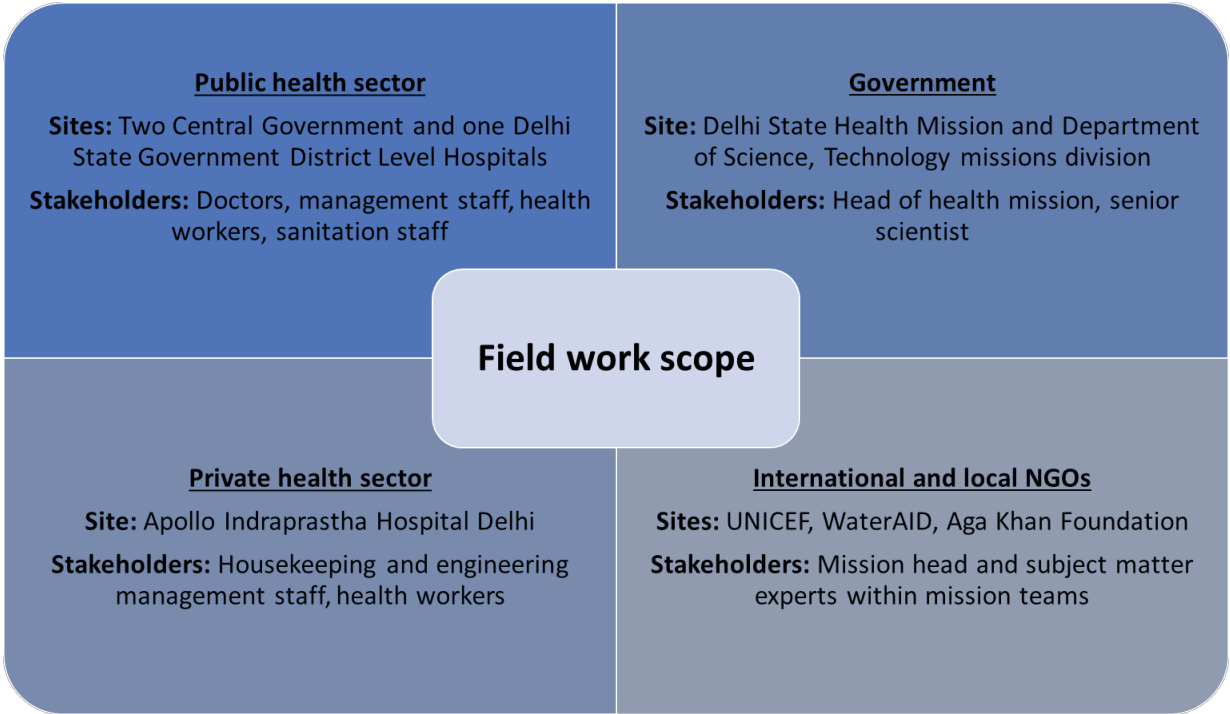 Public health sector
Sites: Two Central Government and one Delhi
State Government District Level Hospitals
Stakeholders: Doctors, management staff, health
workers, sanitation staff
Government
Site: Delhi State Health Mission and Department
of Science, Technology missions division
Stakeholders: Head of health mission, senior
scientist
Field work scope
Private health sector
Site: Apollo Indraprastha Hospital Delhi
Stakeholders: Housekeeping and engineering
management staff, health workers
International and local NGOs
Sites: UNICEF, WaterAID, Aga Khan Foundation
Stakeholders: Mission head and subject matter
experts within mission teams